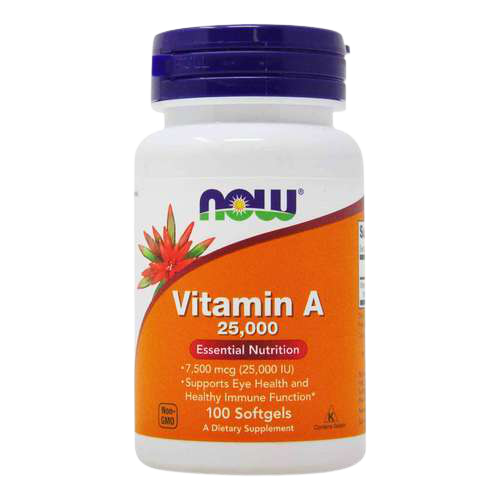 now
®
Vitamin A
25,000
Essential Nutrition
• 7,500 mcg (25,000 IU)
• Supports Eye Health and
Healthy Immune Function*
100 Softgels
A Dietary Supplement
Non-
GMO
K